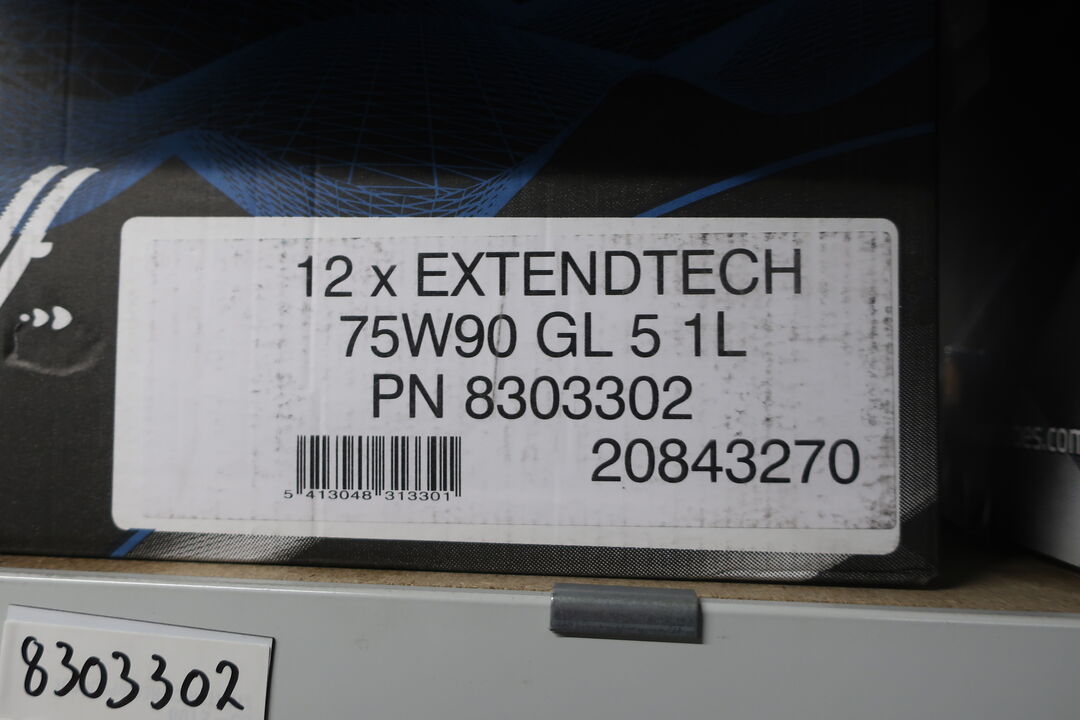 12 x EXTENDTECH
75W90 GL 5 1L
PN 8303302
20843270
5 413048 313301
8303302